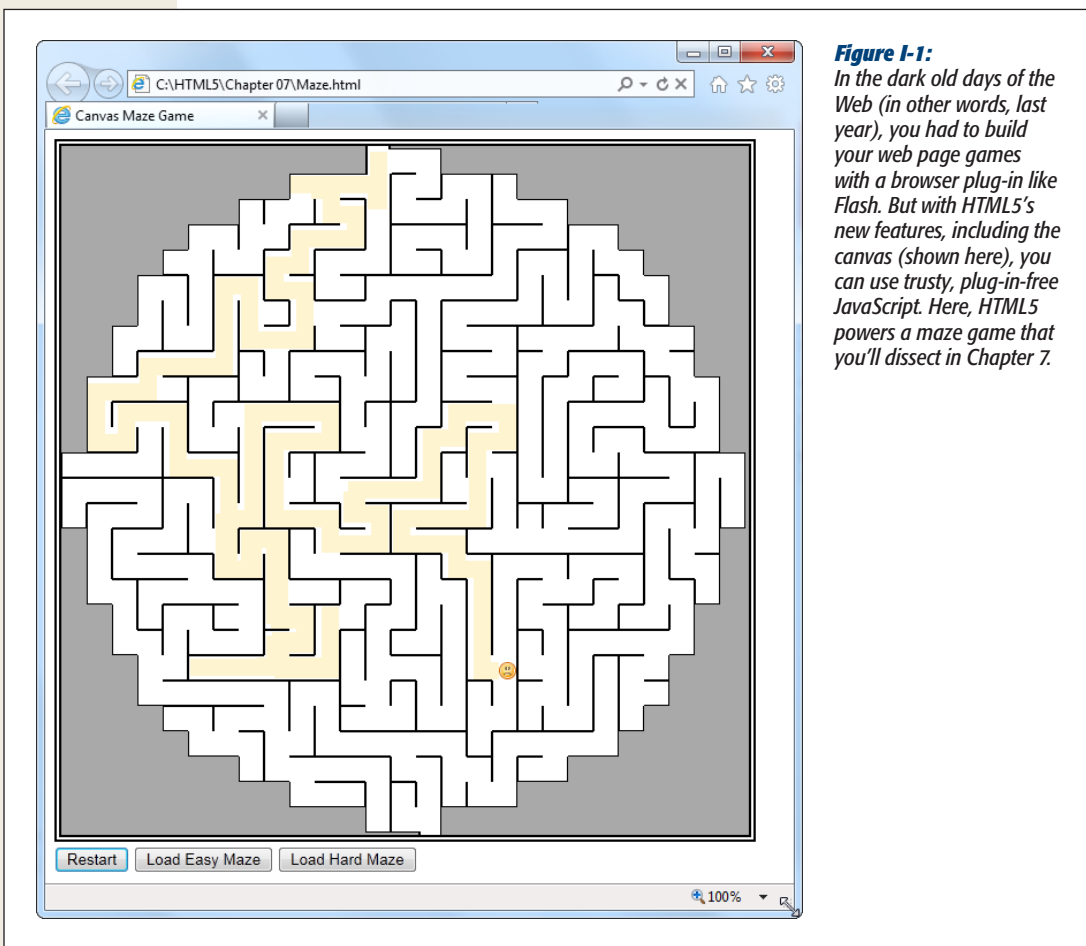 C:\HTML5\Chapter 07\Maze.html
Canvas Maze Game
Restart
Load Easy Maze
Load Hard Maze
100%
Figure I-1:
In the dark old days of the
Web (in other words, last
year), you had to build
your web page games
with a browser plug-in like
Flash. But with HTML5's
new features, including the
canvas (shown here), you
can use trusty, plug-in-free
JavaScript. Here, HTML5
powers a maze game that
you'll dissect in Chapter 7.